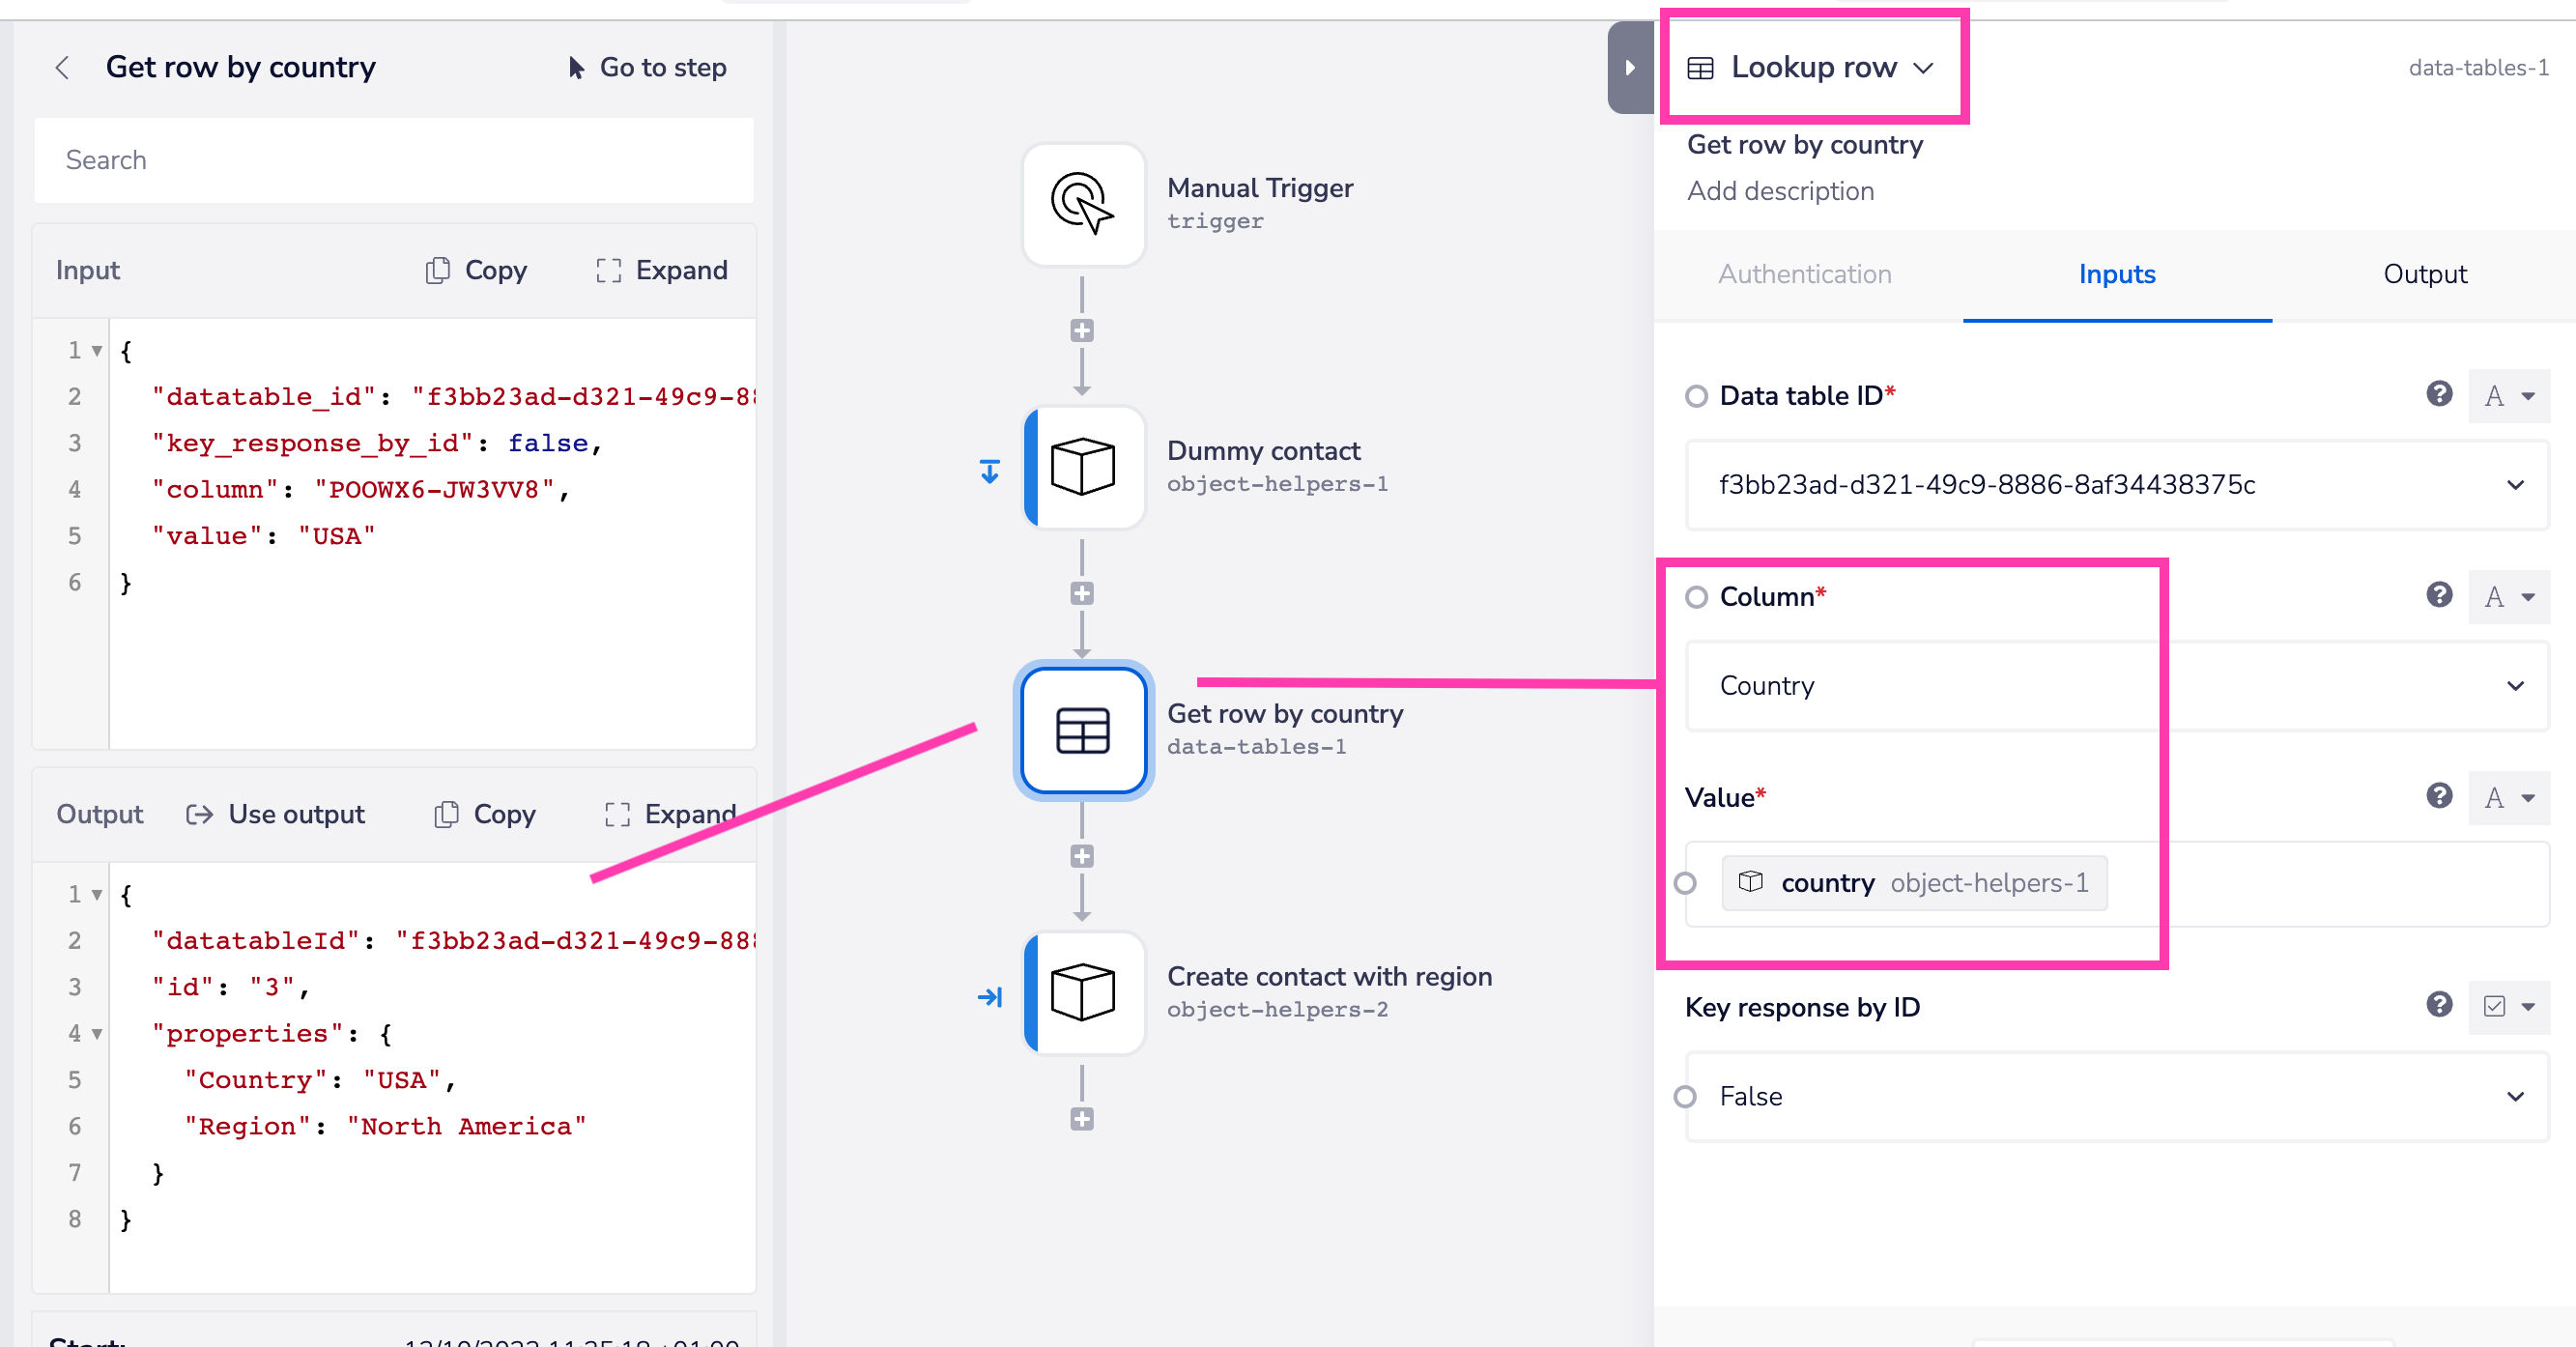 Get row by country
Go to step
Search
Input
Copy
Expand
1 {
2 "datatable_id": "f3bb23ad-d321-49c9-88
3 "key_response_by_id": false,
4 "column": "POOWX6-JW3VV8",
5 "value": "USA"
6 }
Output
Use output
Copy
Expand
1 {
2 "datatableId": "f3bb23ad-d321-49c9-888
3 "id": "3",
4 "properties": {
5 "Country": "USA",
6 "Region": "North America"
7 }
8 }
Start:
Manual Trigger
trigger
Dummy contact
object-helpers-1
Get row by country
data-tables-1
Create contact with region
object-helpers-2
Lookup row
data-tables-1
Get row by country
Add description
Authentication
Inputs
Output
Data table ID*
? A
f3bb23ad-d321-49c9-8886-8af34438375c
Column*
? A
Country
Value*
? A
country object-helpers-1
Key response by ID
?
False